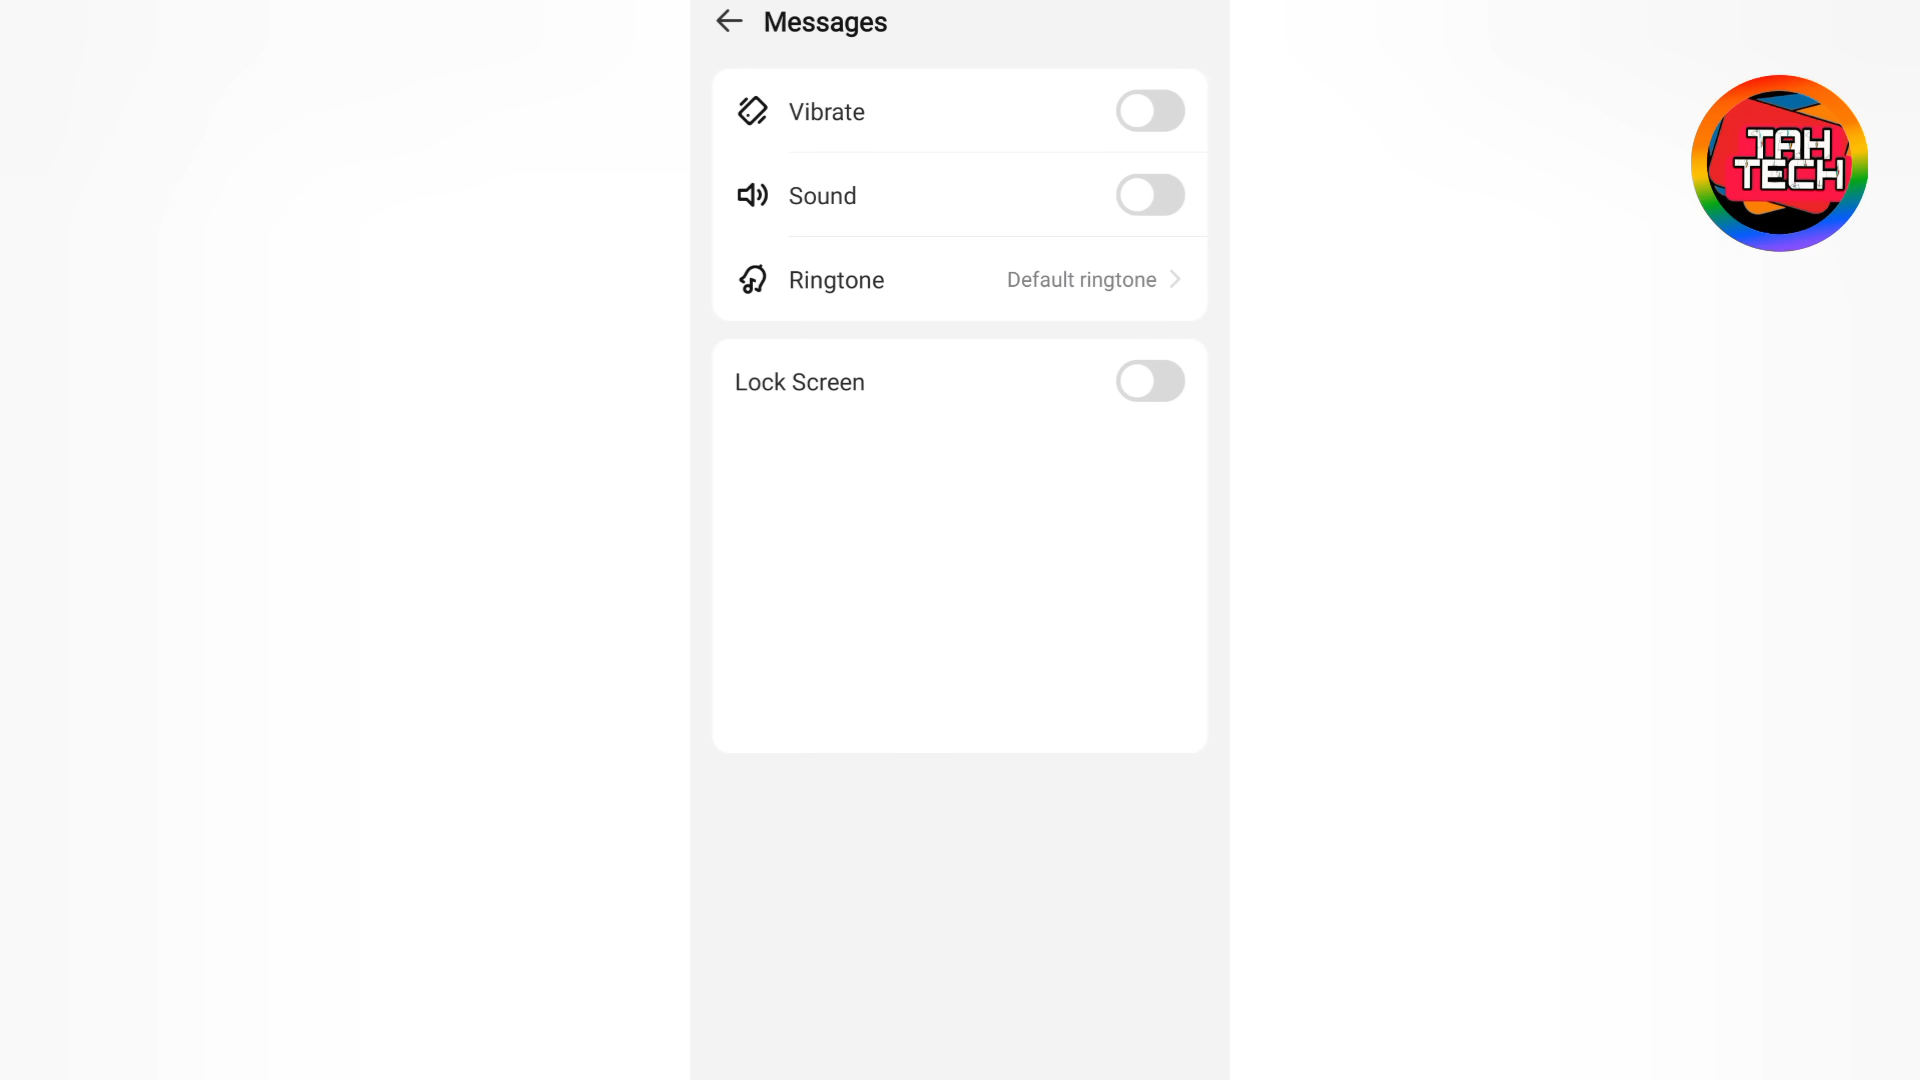 Messages
Vibrate
Sound
Ringtone Default ringtone
Lock Screen
TAH
TECH